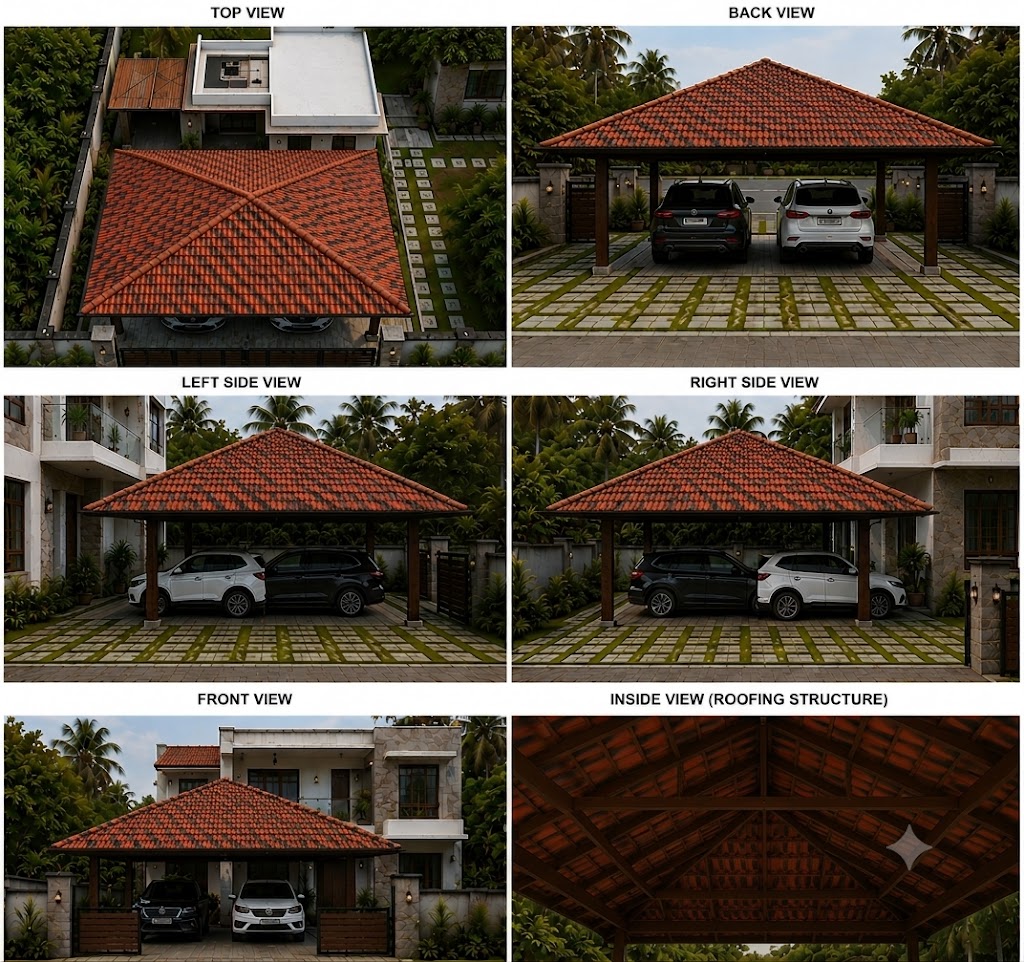 TOP VIEW
BACK VIEW
LEFT SIDE VIEW
RIGHT SIDE VIEW
FRONT VIEW
INSIDE VIEW (ROOFING STRUCTURE)